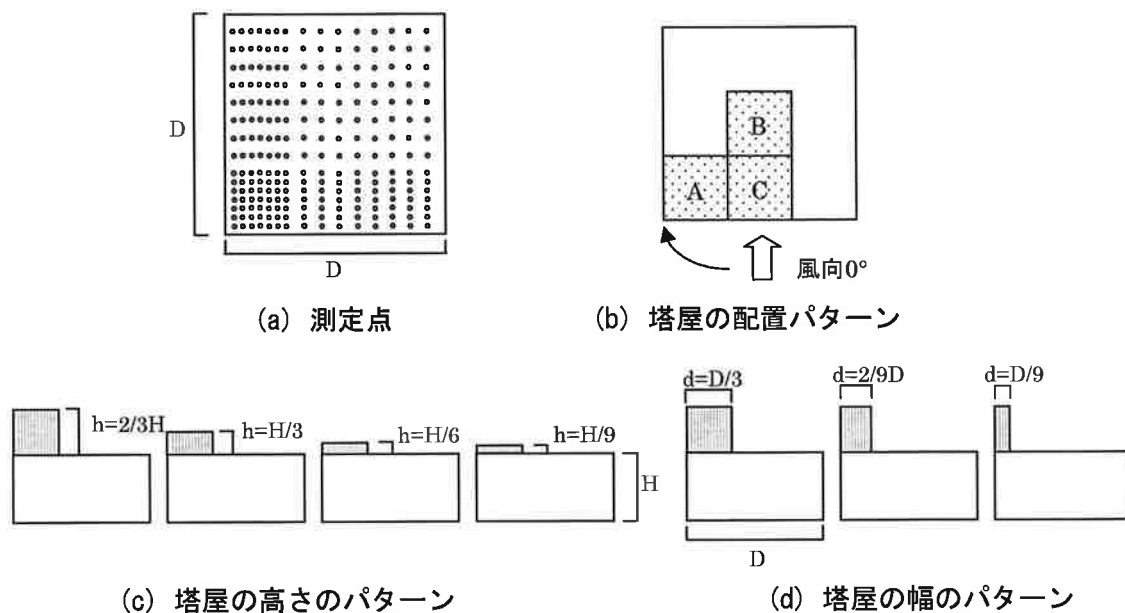 D
D
(a) 測定点
B
A
C
風向0°
(b) 塔屋の配置パターン
h=2/3H
h=H/3
h=H/6
h=H/9
H
(c) 塔屋の高さのパターン
d=D/3
d=2/9D
d=D/9
D
(d) 塔屋の幅のパターン